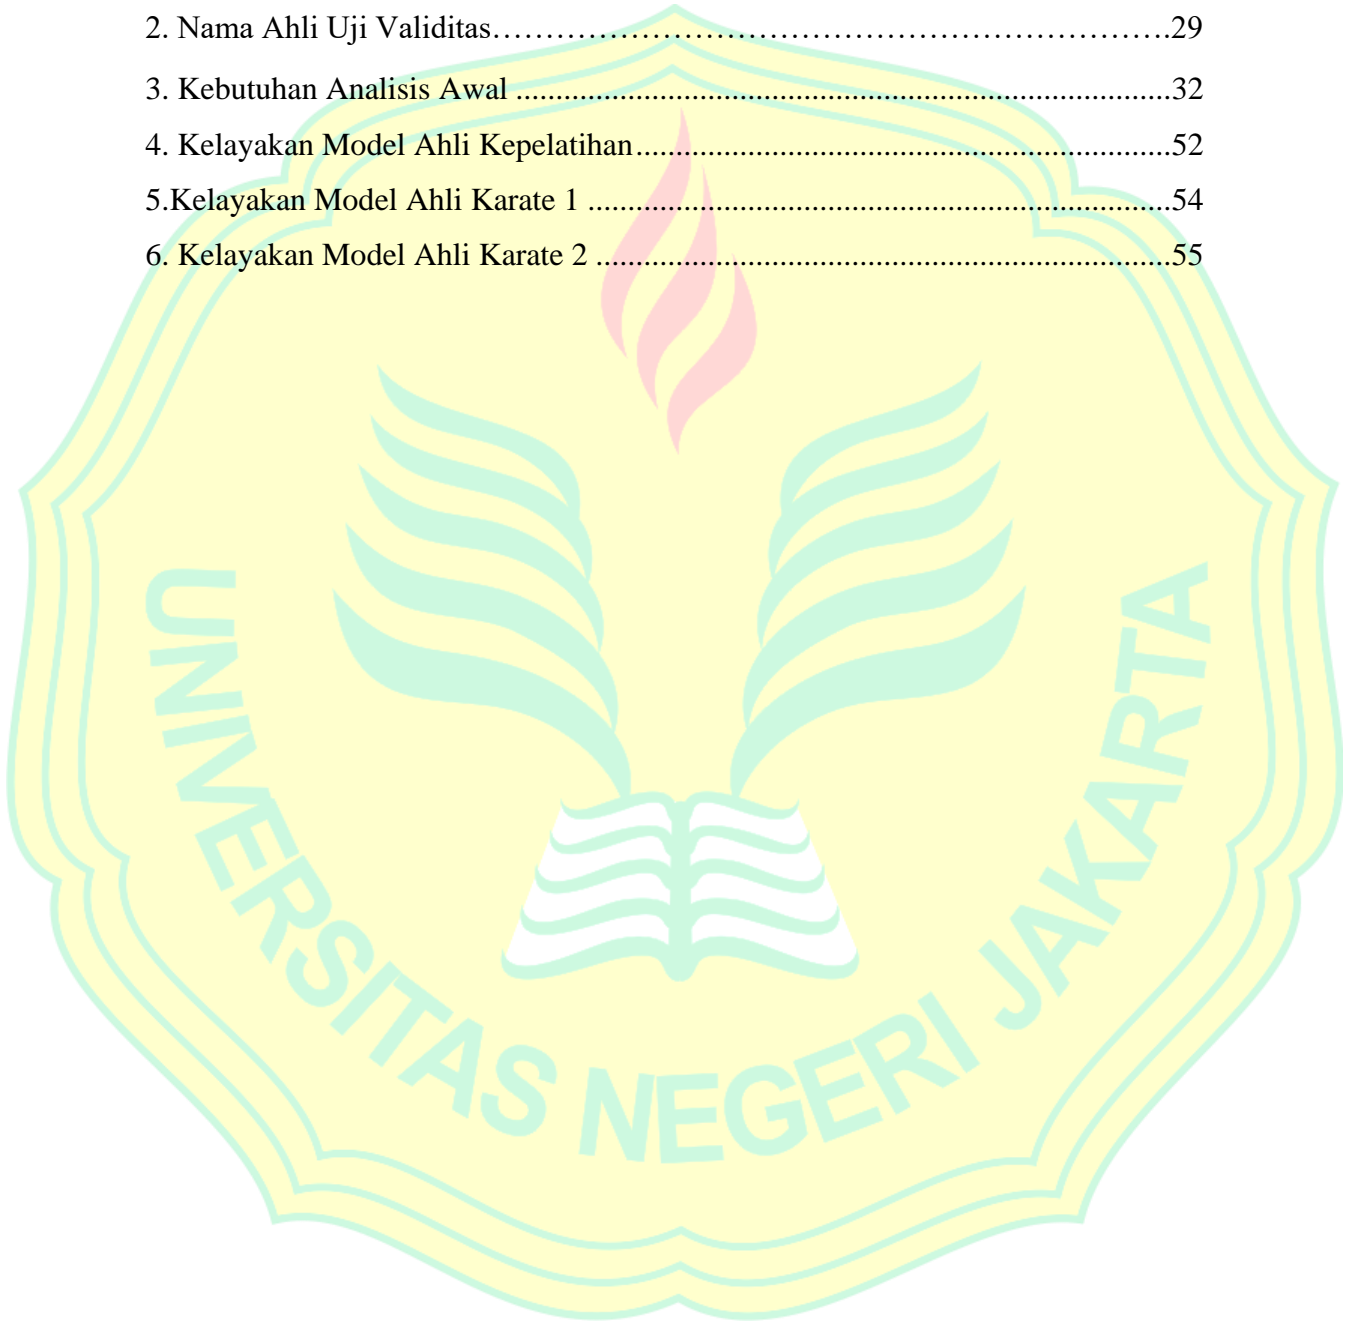 2. Nama Ahli Uji Validitas……………………………………………………….29
3. Kebutuhan Analisis Awal ..................................................................................32
4. Kelayakan Model Ahli Kepelatihan...................................................................52
5.Kelayakan Model Ahli Karate 1 .........................................................................54
6. Kelayakan Model Ahli Karate 2 ........................................................................55
UNIVERSITAS NEGERI JAKARTA